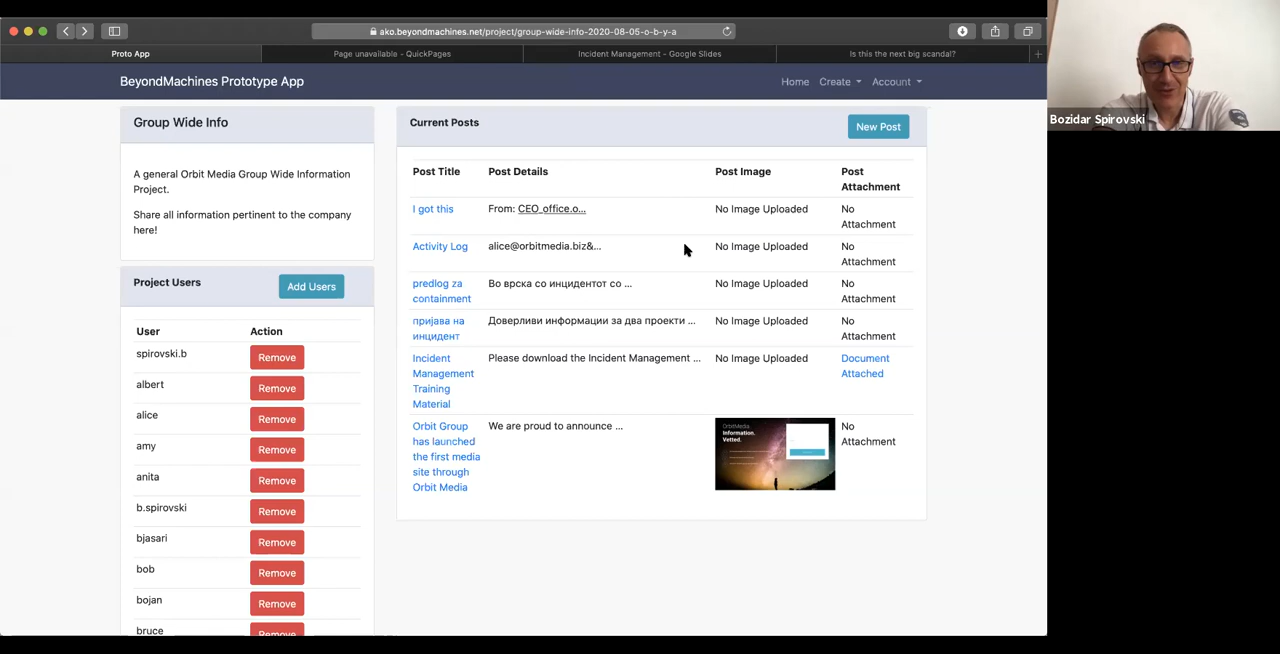 ako.beyondmachines.net/project/group-wide-info-2020-08-05-o-b-y-a
Proto App
Page unavailable - QuickPages
Incident Management - Google Slides
Is this the next big scandal?
BeyondMachines Prototype App
Home
Create
Account
Group Wide Info
A general Orbit Media Group Wide Information
Project.
Share all information pertinent to the company
here!
Project Users
Add Users
User Action
spirovski.b Remove
albert Remove
alice Remove
amy Remove
anita Remove
b.spirovski Remove
bjasari Remove
bob Remove
bojan Remove
bruce Remove
Current Posts
New Post
Post Title Post Details Post Image Post
Attachment
I got this From: CEO_office.o... No Image Uploaded No
Attachment
Activity Log alice@orbitmedia.biz&... No Image Uploaded No
Attachment
predlog za Во врска со инцидентот со ... No Image Uploaded No
containment Attachment
пријава на Доверливи информации за два проекти ... No Image Uploaded No
инцидент Attachment
Incident Please download the Incident Management ... No Image Uploaded Document
Management Attached
Training
Material
Orbit Group We are proud to announce ... No
has launched Attachment
the first media
site through
Orbit Media
OrbitMedia.
Information.
Vetted.
Bozidar Spirovski